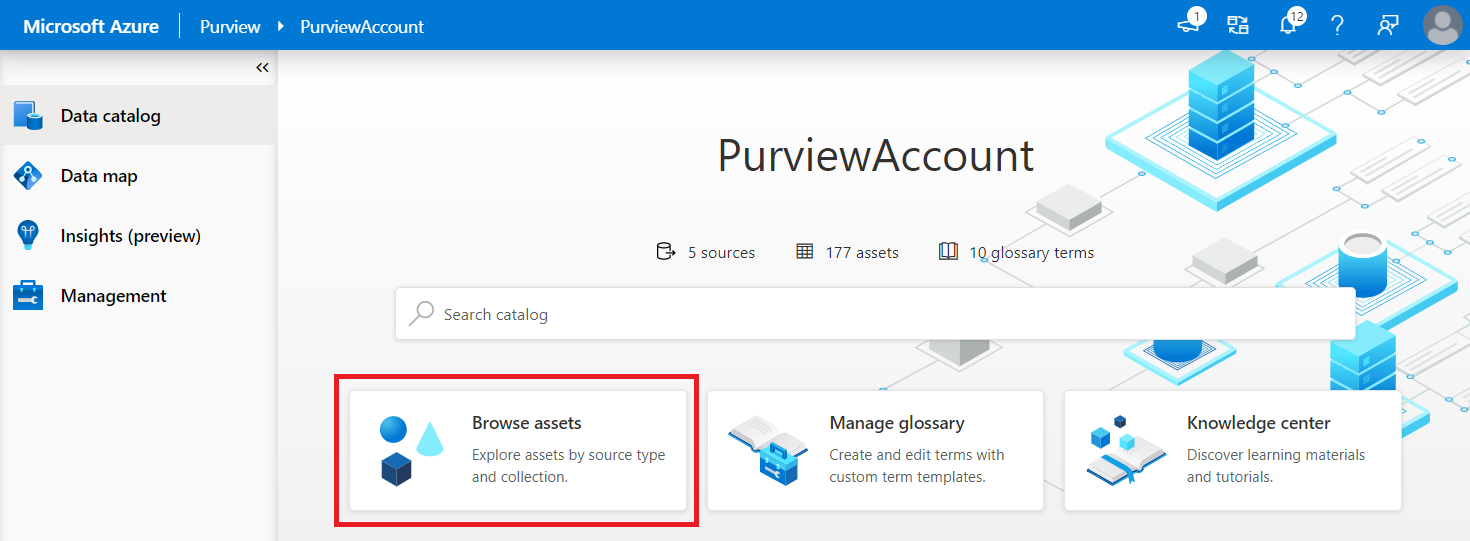 Microsoft Azure Purview PurviewAccount 1 12
Data catalog
Data map
Insights (preview)
Management
PurviewAccount
5 sources 177 assets 10 glossary terms
Search catalog
Browse assets
Explore assets by source type
and collection.
Manage glossary
Create and edit terms with
custom term templates.
Knowledge center
Discover learning materials
and tutorials.